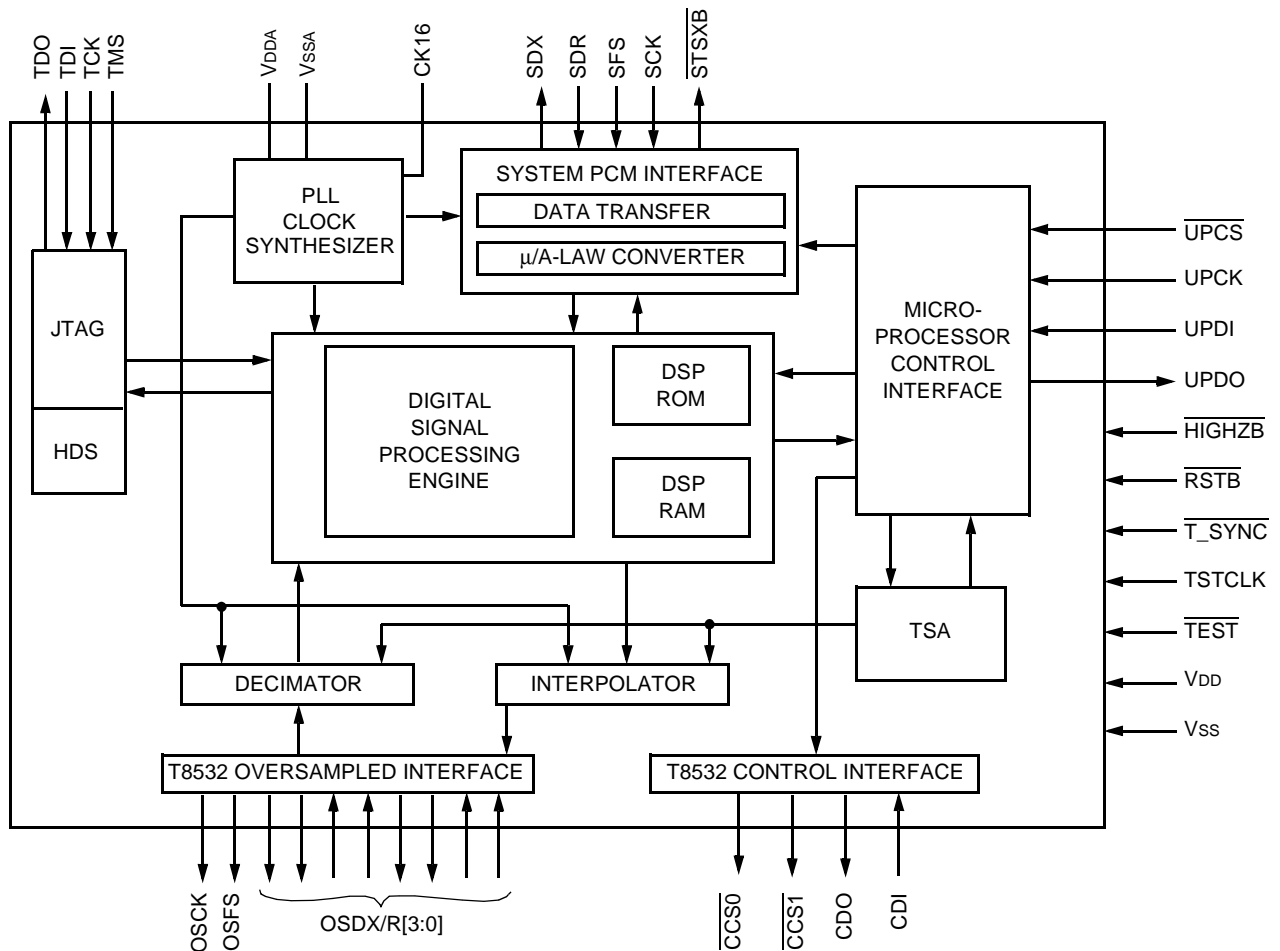 TDO
TDI
TCK
TMS
VDDA
VSSA
CK16
SDX
SDR
SFS
SCK
STSXB
PLL
CLOCK
SYNTHESIZER
SYSTEM PCM INTERFACE
DATA TRANSFER
μ/A-LAW CONVERTER
JTAG
HDS
DIGITAL
SIGNAL
PROCESSING
ENGINE
DSP
ROM
DSP
RAM
MICRO-
PROCESSOR
CONTROL
INTERFACE
UPCS
UPCK
UPDI
UPDO
HIGHZB
RSTB
T_SYNC
TSTCLK
TEST
VDD
VSS
TSA
DECIMATOR
INTERPOLATOR
T8532 OVERSAMPLED INTERFACE
T8532 CONTROL INTERFACE
OSCK
OSFS
OSDX/R[3:0]
CCS0
CCS1
CDO
CDI